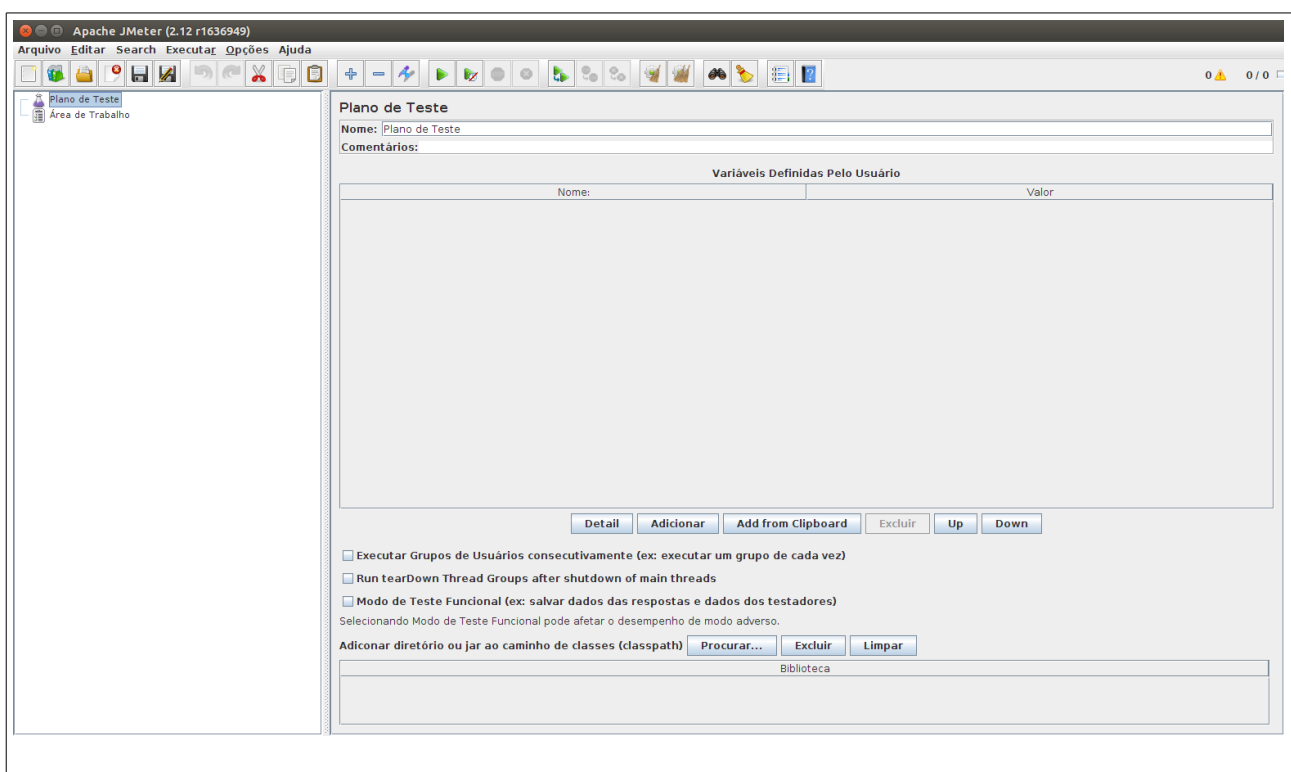 Apache JMeter (2.12 r1636949)
Arquivo Editar Search Executar Opções Ajuda
0 0 / 0
Plano de Teste
Área de Trabalho
Plano de Teste
Nome: Plano de Teste
Comentários:
Variáveis Definidas Pelo Usuário
Nome: Valor
Detail Adicionar Add from Clipboard Excluir Up Down
Executar Grupos de Usuários consecutivamente (ex: executar um grupo de cada vez)
Run tearDown Thread Groups after shutdown of main threads
Modo de Teste Funcional (ex: salvar dados das respostas e dados dos testadores)
Selecionando Modo de Teste Funcional pode afetar o desempenho de modo adverso.
Adiconar diretório ou jar ao caminho de classes (classpath) Procurar... Excluir Limpar
Biblioteca